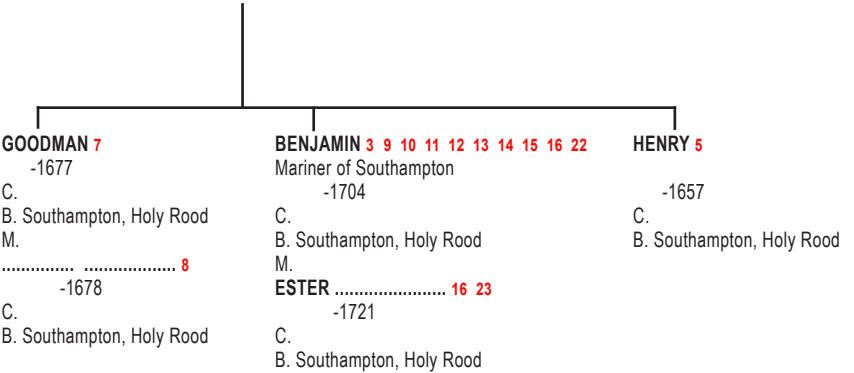 GOODMAN 7
-1677
C.
B. Southampton, Holy Rood
M.
............... ................... 8
-1678
C.
B. Southampton, Holy Rood
BENJAMIN 3 9 10 11 12 13 14 15 16 22
Mariner of Southampton
-1704
C.
B. Southampton, Holy Rood
M.
ESTER ....................... 16 23
-1721
C.
B. Southampton, Holy Rood
HENRY 5
-1657
C.
B. Southampton, Holy Rood